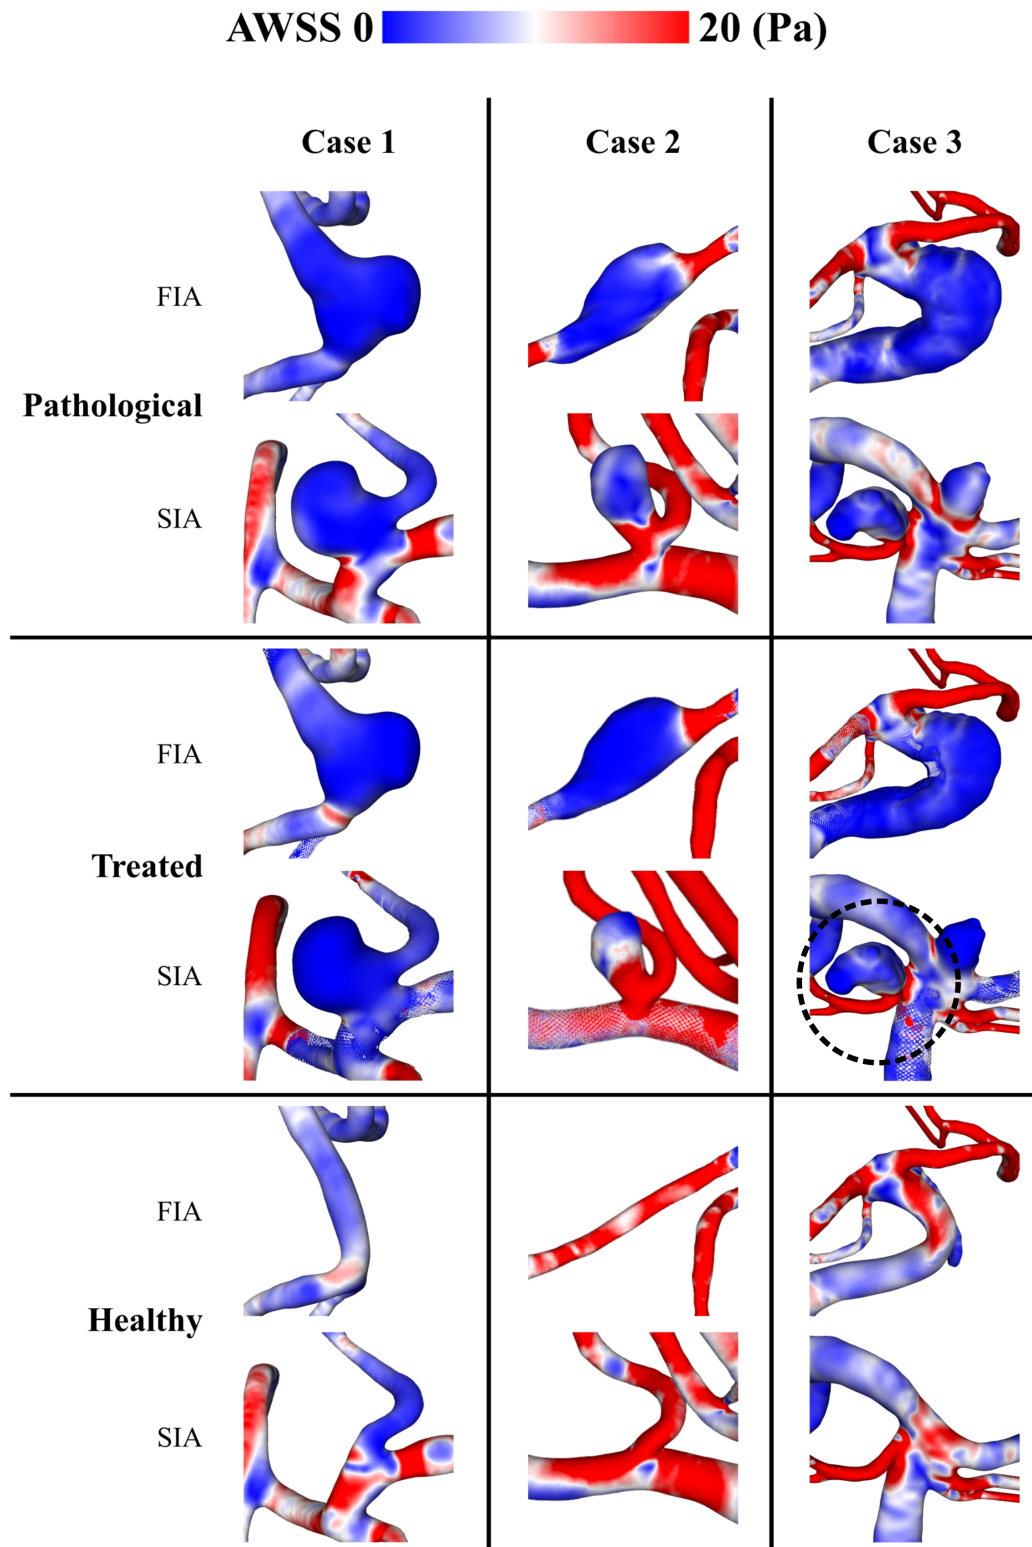 AWSS 0 20 (Pa)
Case 1 Case 2 Case 3
FIA
Pathological
SIA
FIA
Treated
SIA
FIA
Healthy
SIA